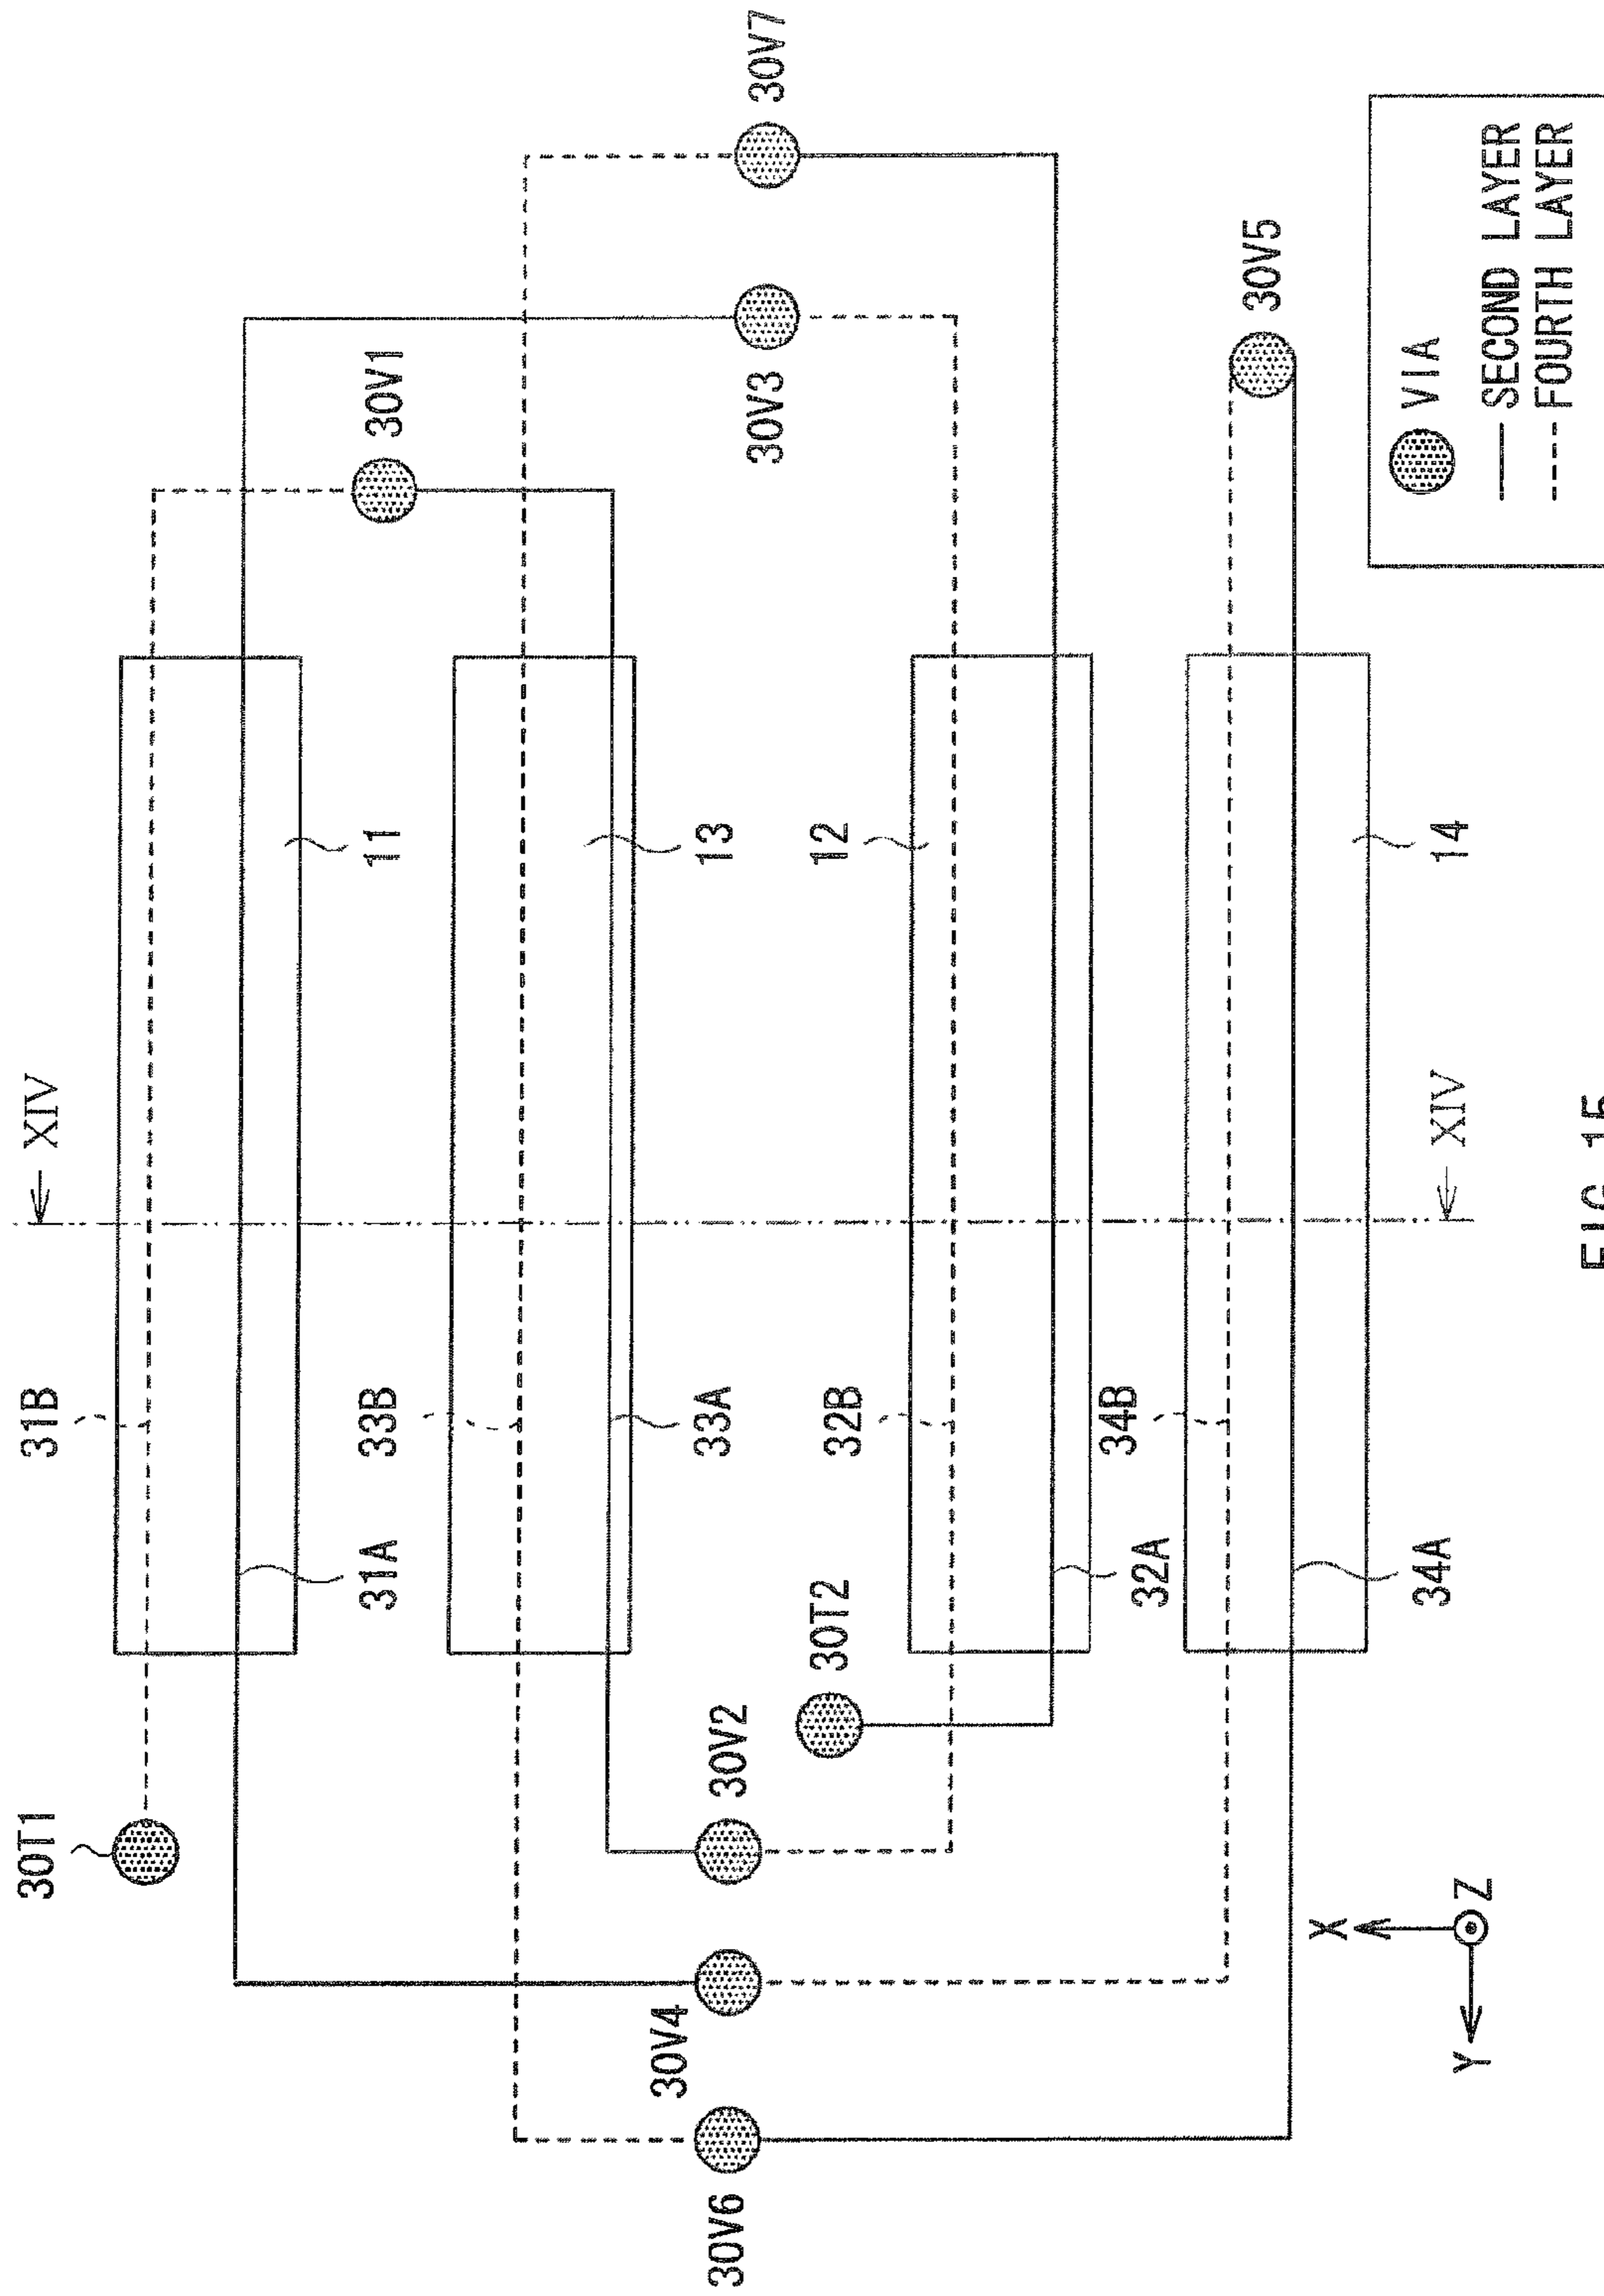 XIV
31B
33B
33A
32B
34B
31A
32A
34A
11
13
12
14
30T1
30T2
30V1
30V2
30V3
30V4
30V5
30V6
30V7
X
Y
Z
XIV
VIA
SECOND LAYER
FOURTH LAYER
FIG. 15